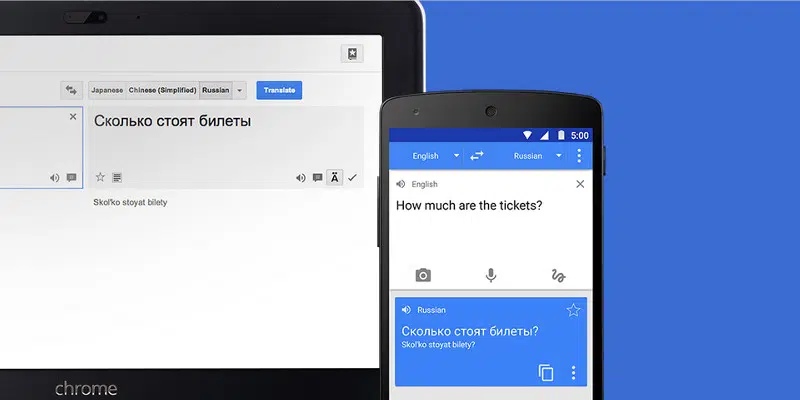 Japanese Chinese (Simplified) Russian Translate
Сколько стоят билеты
Ä
Skol'ko stoyat bilety
chrome
5:00
English Russian
English
How much are the tickets?
Russian
Сколько стоят билеты?
Skol'ko stoyat bilety?